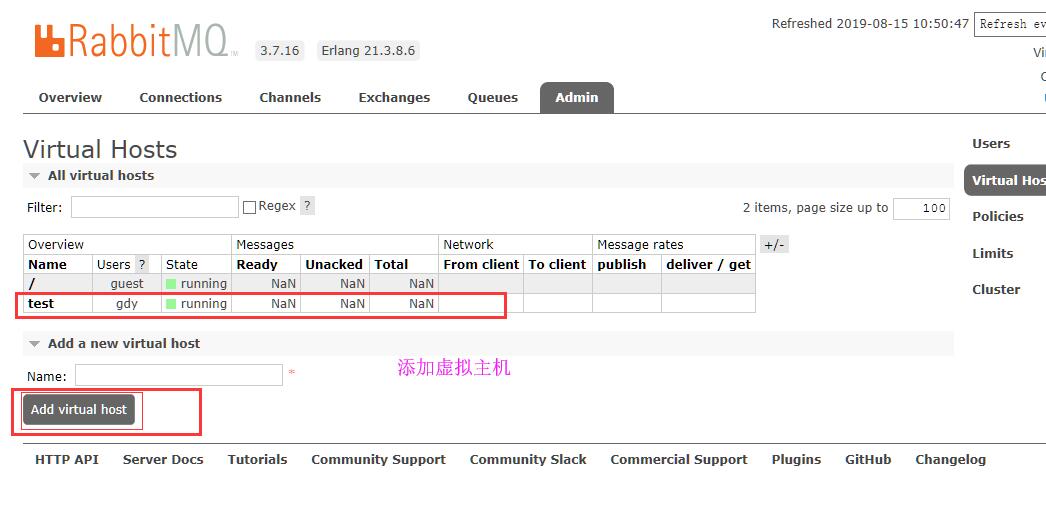 Refreshed 2019-08-15 10:50:47 Refresh ev
RabbitMQ TM 3.7.16 Erlang 21.3.8.6
Vi
Overview Connections Channels Exchanges Queues Admin
Virtual Hosts
Users
All virtual hosts
Virtual Hos
Filter: Regex ? 2 items, page size up to 100
Policies
Overview Messages Network Message rates +/-
Limits
Name Users ? State Ready Unacked Total From client To client publish deliver / get
/ guest running NaN NaN NaN
Cluster
test gdy running NaN NaN NaN
Add a new virtual host
添加虚拟主机
Name: *
Add virtual host
HTTP API Server Docs Tutorials Community Support Community Slack Commercial Support Plugins GitHub Changelog